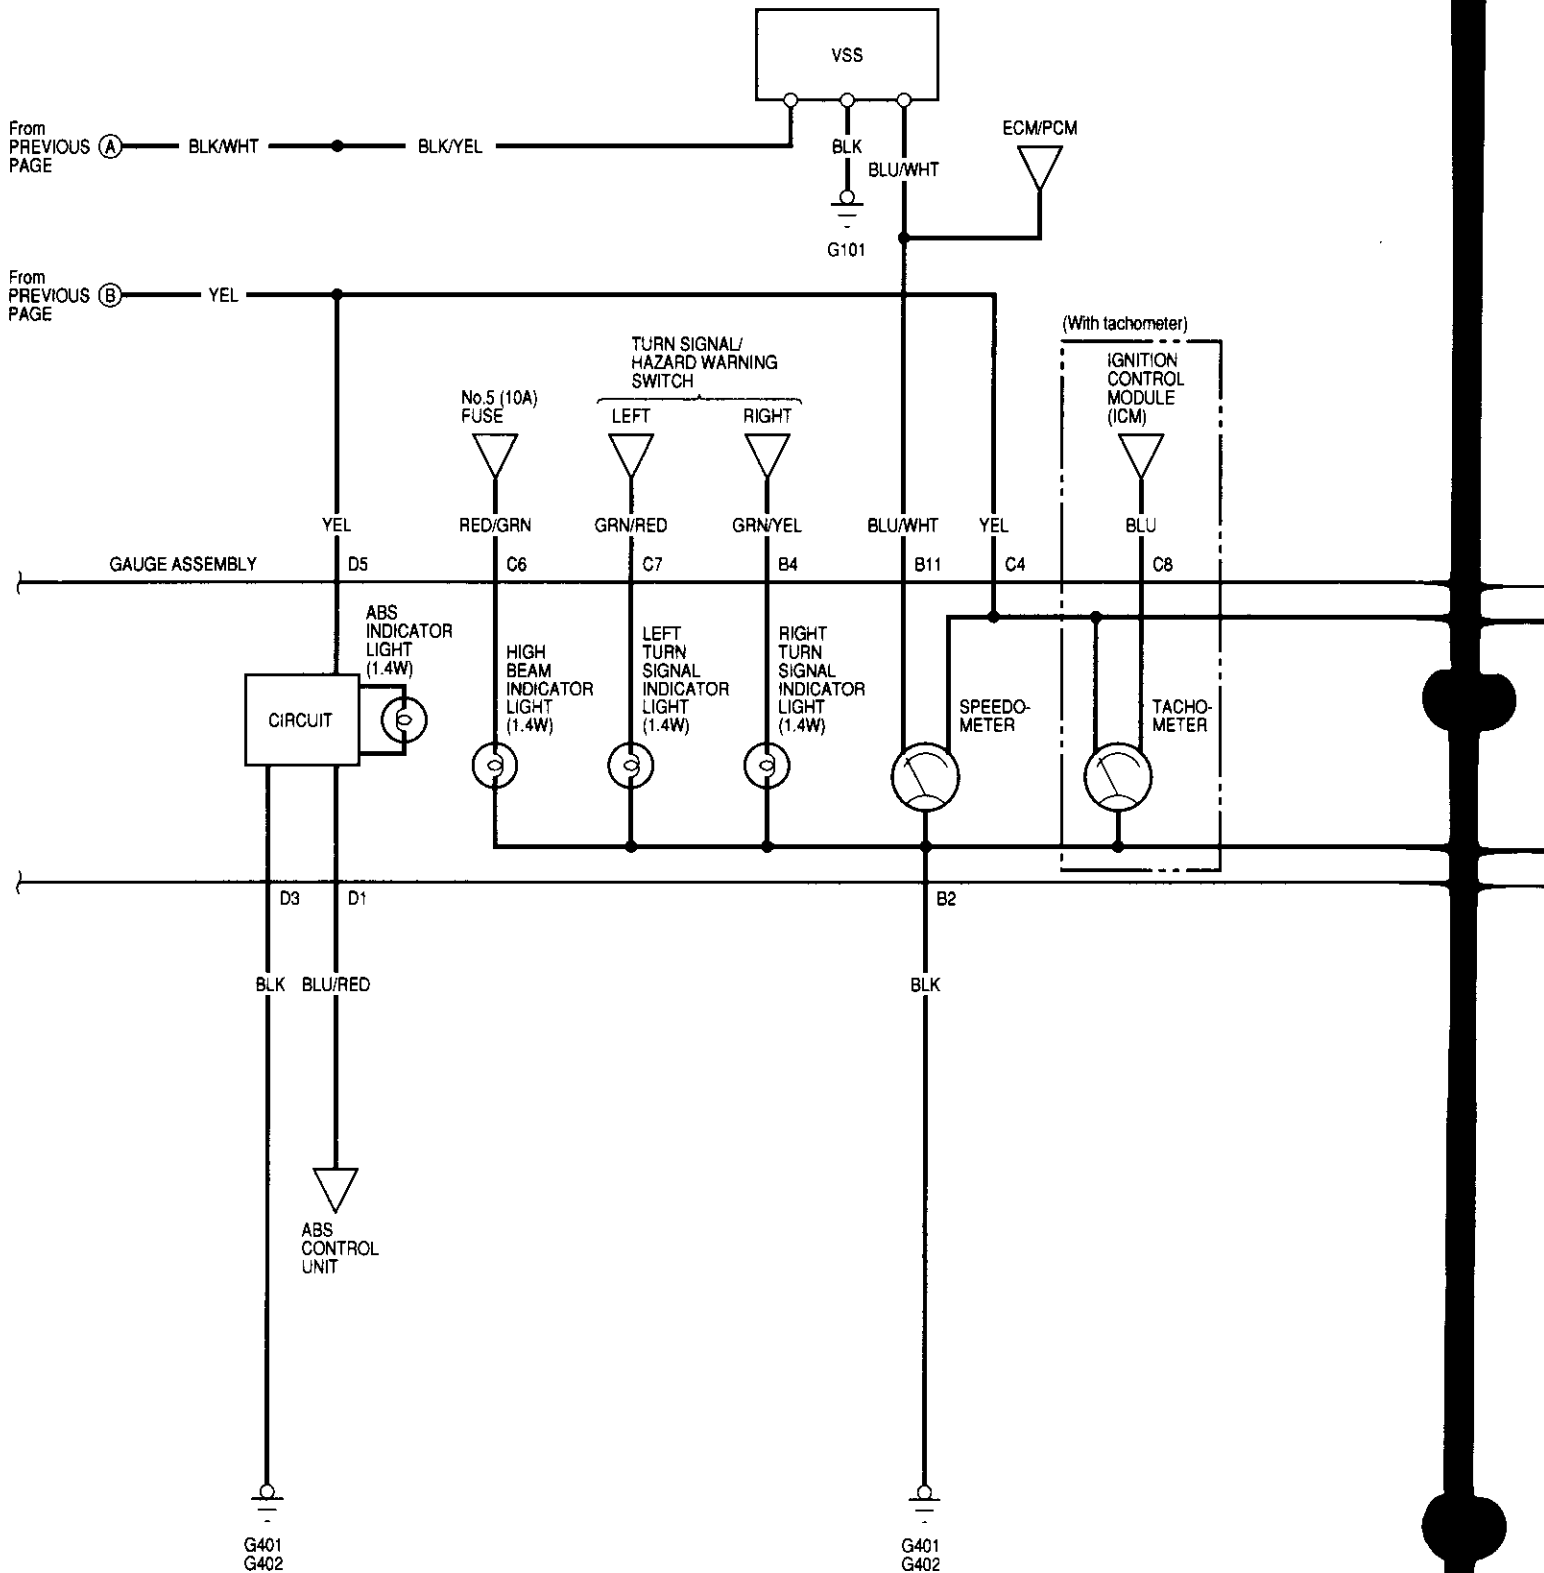 VSS
From
PREVIOUS
PAGE
A
BLK/WHT
BLK/YEL
BLK
BLU/WHT
ECM/PCM
G101
From
PREVIOUS
PAGE
B
YEL
(With tachometer)
TURN SIGNAL/
HAZARD WARNING
SWITCH
No.5 (10A)
FUSE
LEFT
RIGHT
IGNITION
CONTROL
MODULE
(ICM)
YEL
RED/GRN
GRN/RED
GRN/YEL
BLU/WHT
YEL
BLU
GAUGE ASSEMBLY
D5
C6
C7
B4
B11
C4
C8
ABS
INDICATOR
LIGHT
(1.4W)
HIGH
BEAM
INDICATOR
LIGHT
(1.4W)
LEFT
TURN
SIGNAL
INDICATOR
LIGHT
(1.4W)
RIGHT
TURN
SIGNAL
INDICATOR
LIGHT
(1.4W)
SPEEDO-
METER
TACHO-
METER
CIRCUIT
D3
D1
B2
BLK
BLU/RED
BLK
ABS
CONTROL
UNIT
G401
G402
G401
G402